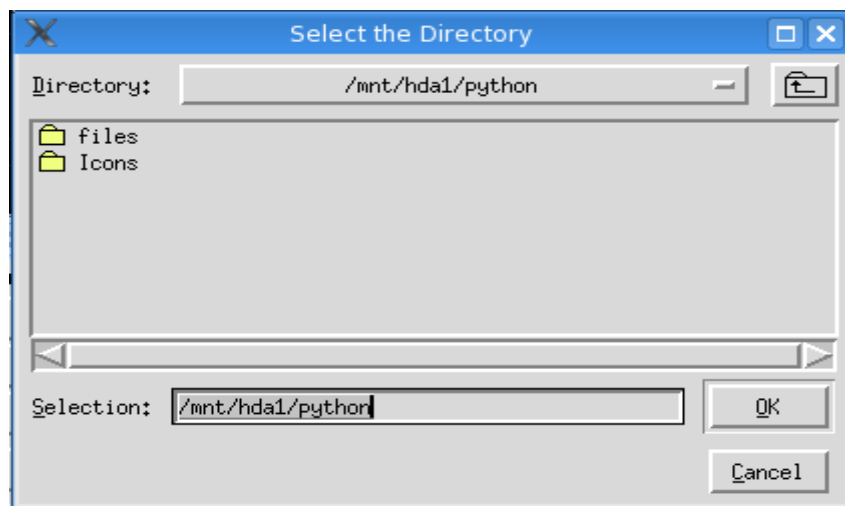 Select the Directory
Directory: /mnt/hda1/python
files
Icons
Selection: /mnt/hda1/python OK
Cancel